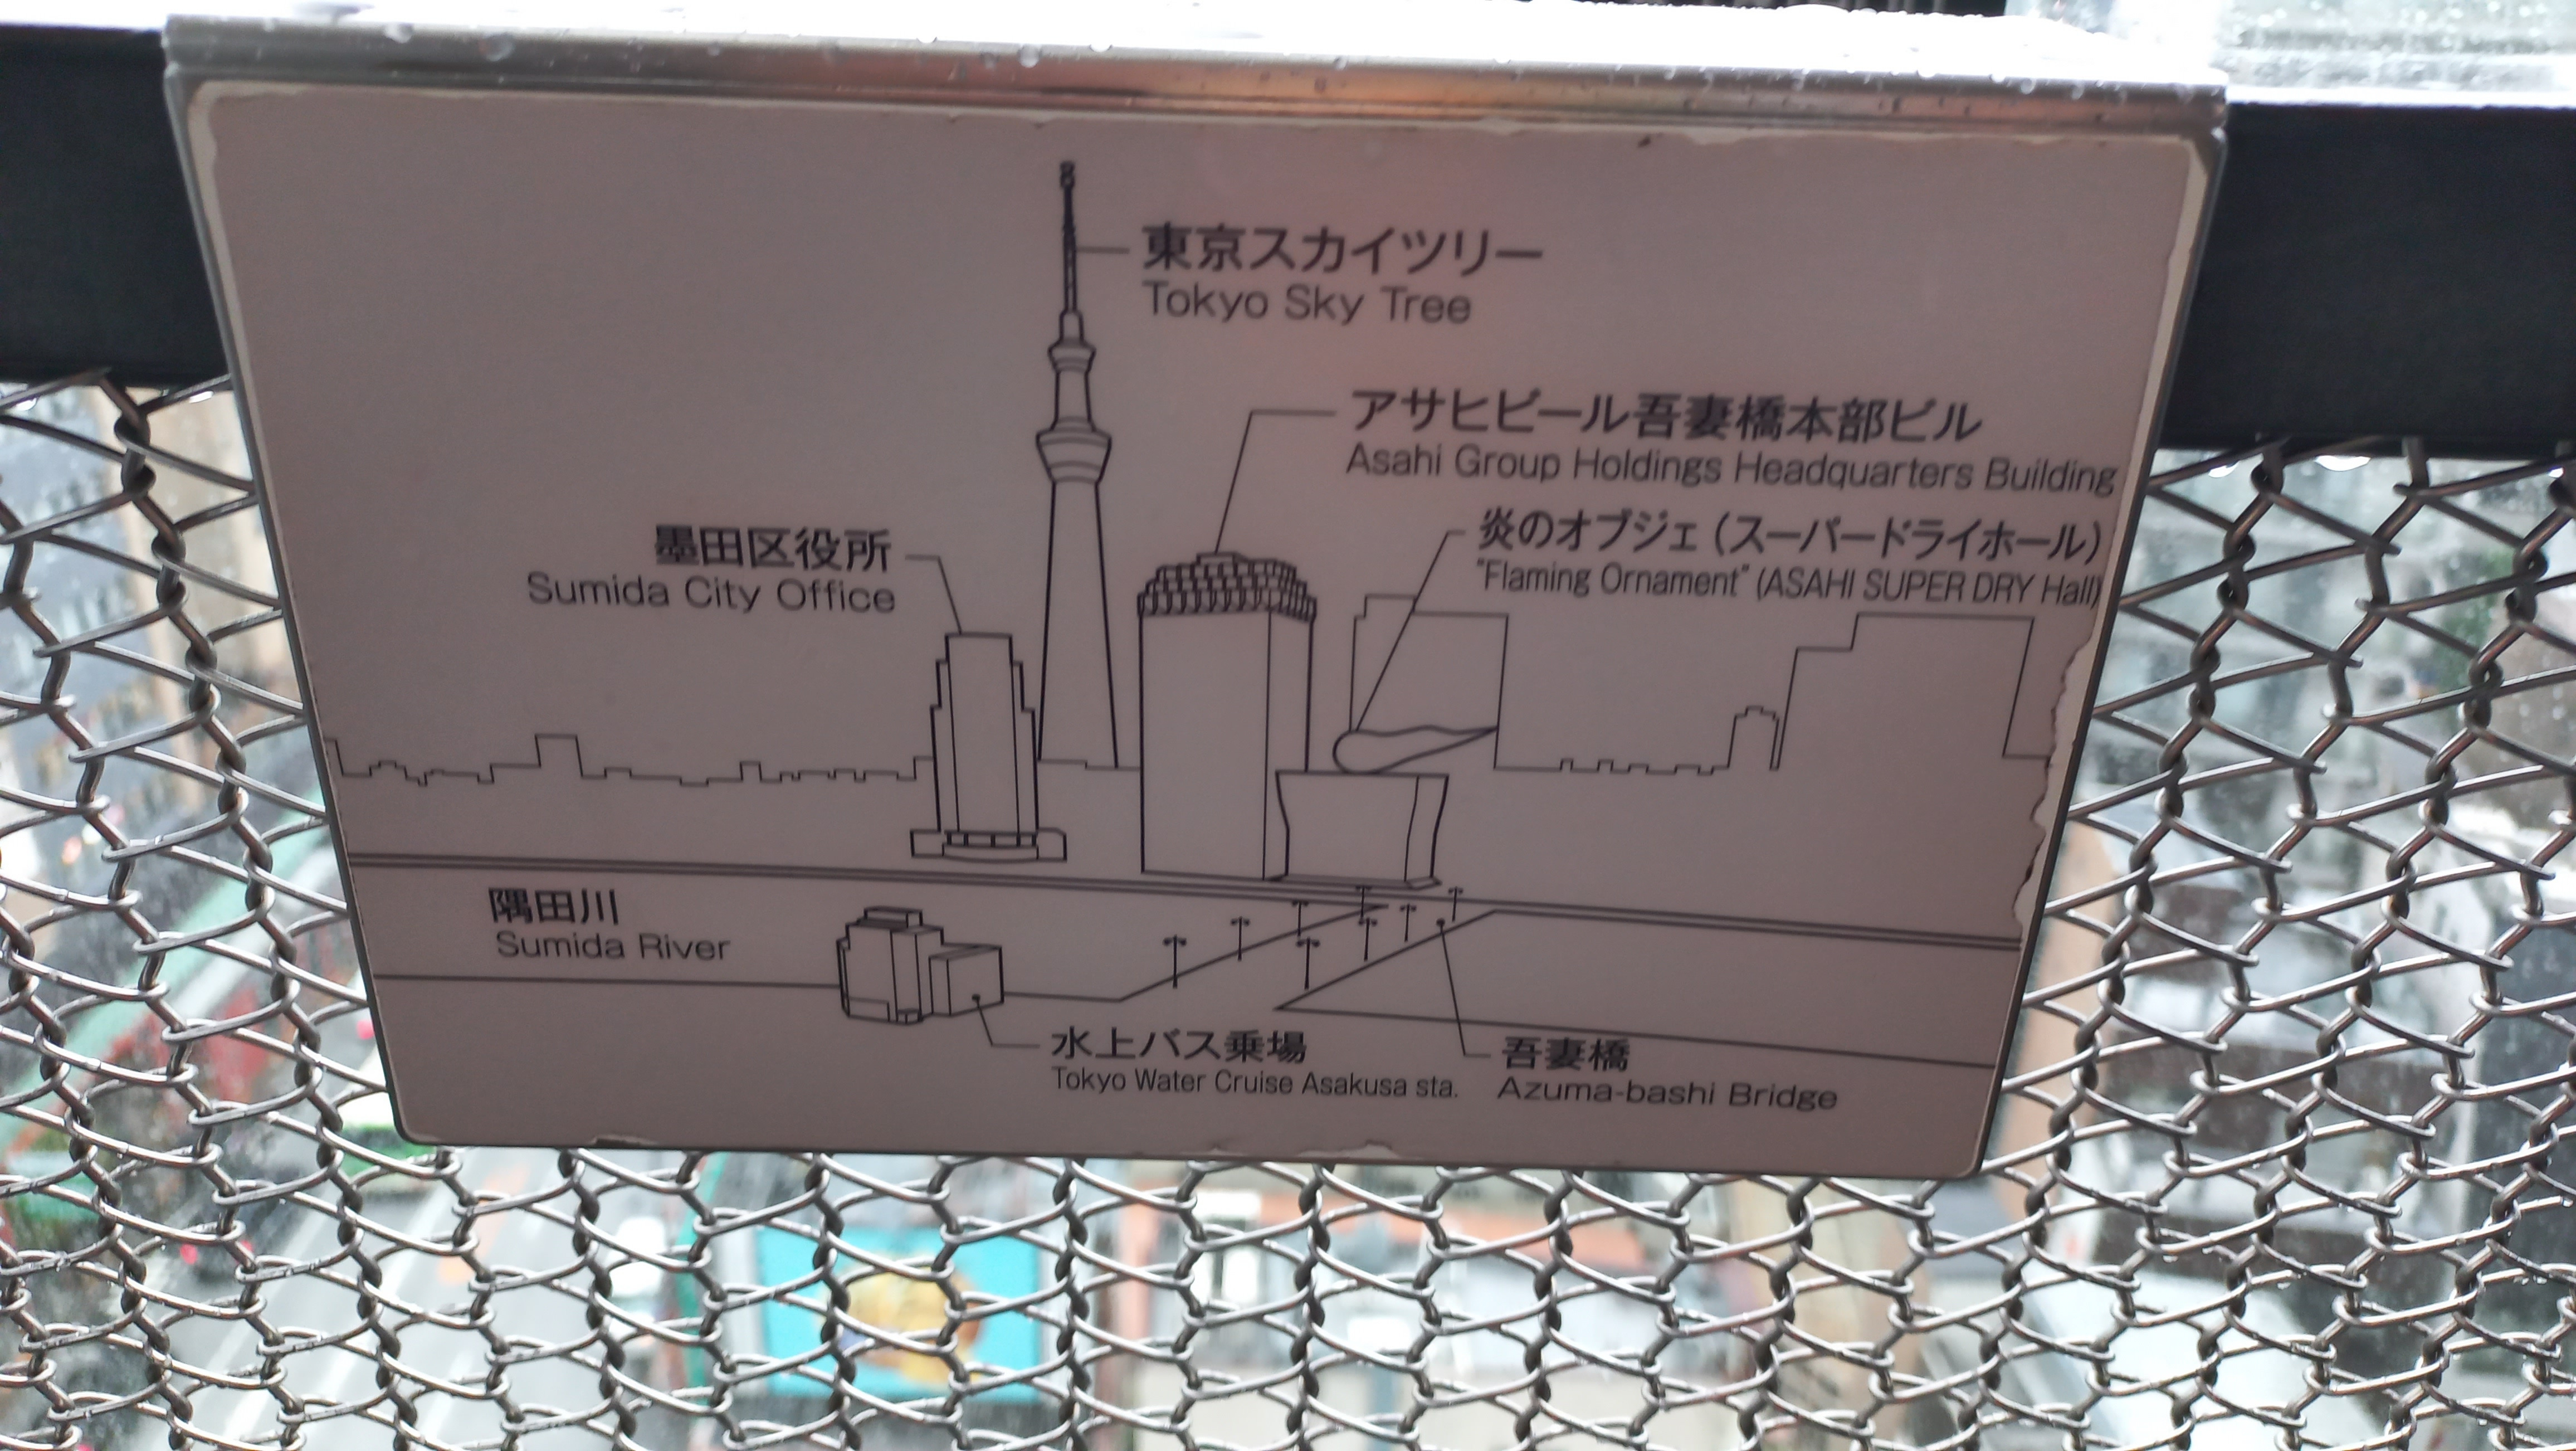 東京スカイツリー
Tokyo Sky Tree
アサヒビール吾妻橋本部ビル
Asahi Group Holdings Headquarters Building
炎のオブジェ(スーパードライホール)
"Flaming Ornament" (ASAHI SUPER DRY Hall)
墨田区役所
Sumida City Office
隅田川
Sumida River
水上バス乗場
Tokyo Water Cruise Asakusa sta.
吾妻橋
Azuma-bashi Bridge